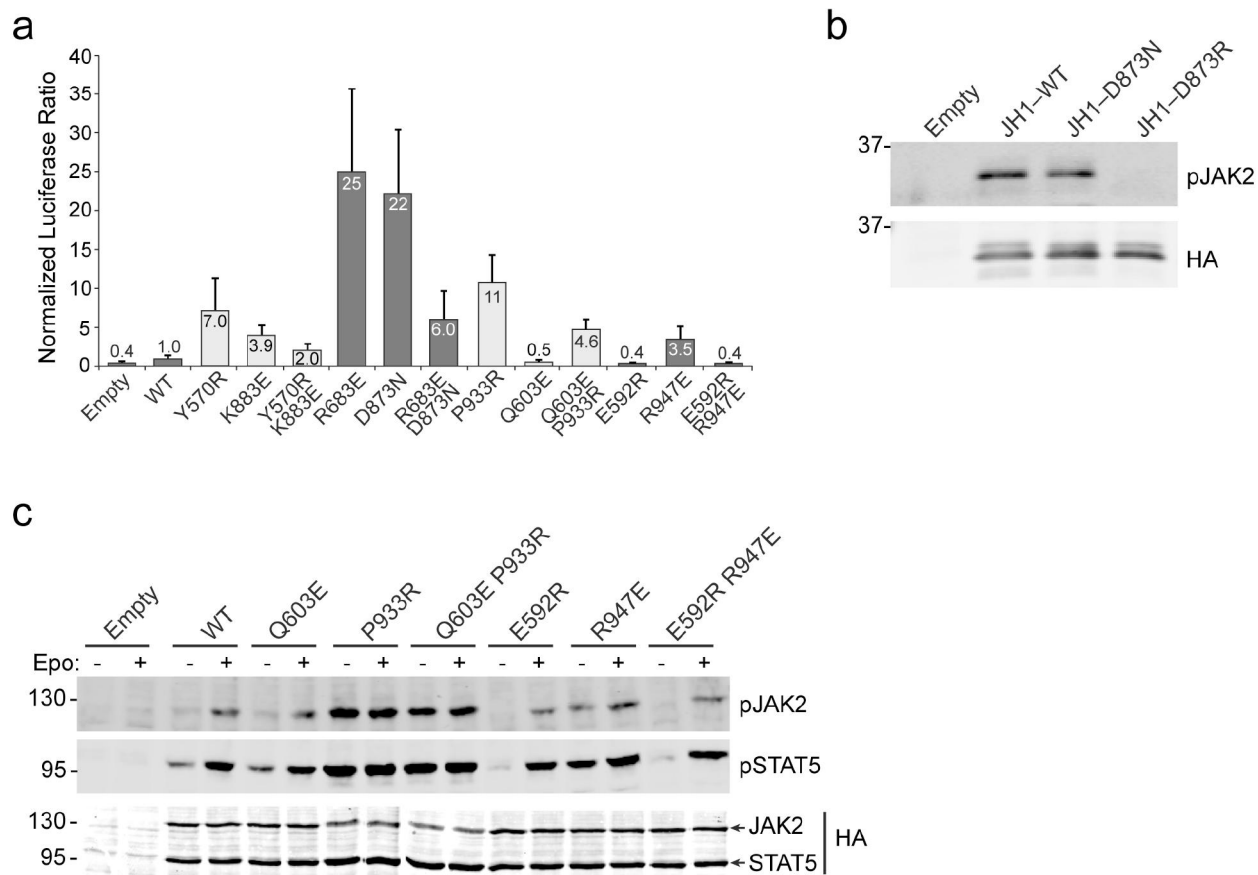 a
Normalized Luciferase Ratio
40
35
30
25
20
15
10
5
0
0.4
1.0
7.0
3.9
2.0
25
22
6.0
11
0.5
4.6
0.4
3.5
0.4
Empty
WT
Y570R
K883E
Y570R
K883E
R683E
D873N
R683E
D873N
P933R
Q603E
Q603E
P933R
E592R
R947E
E592R
R947E
b
Empty
JH1–WT
JH1–D873N
JH1–D873R
37-
pJAK2
37-
HA
c
Empty
WT
Q603E
P933R
Q603E P933R
E592R
R947E
E592R R947E
Epo: - + - + - + - + - + - + - + - +
130 -
pJAK2
95 -
pSTAT5
130 -
JAK2
95 -
STAT5
HA